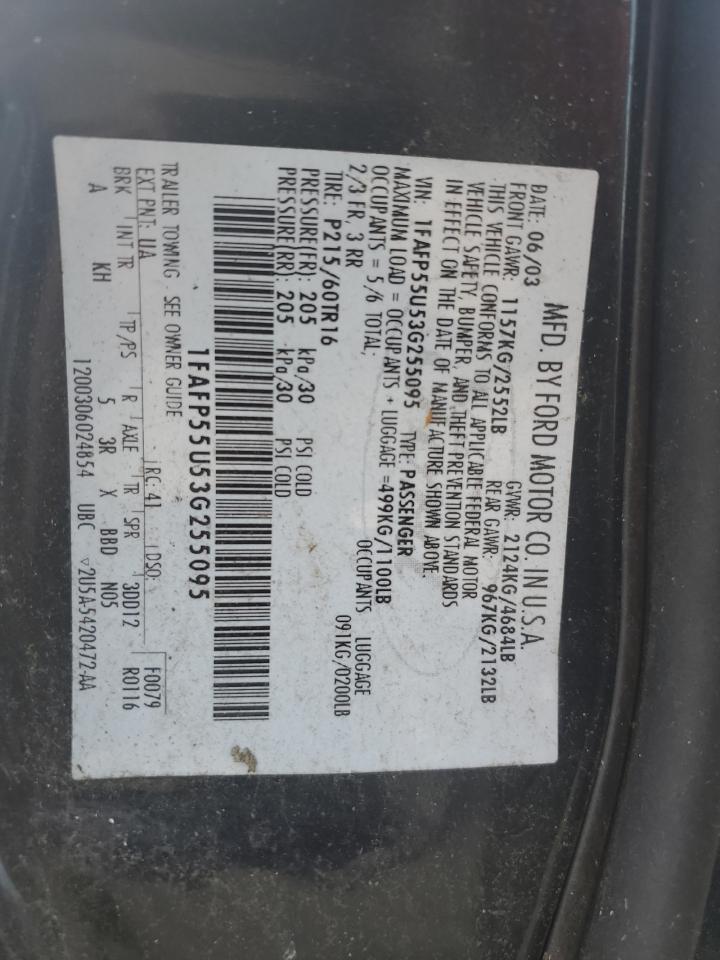 MFD. BY FORD MOTOR CO. IN U.S.A.
DATE: 06/03 GVWR: 2124KG/4684LB
FRONT GAWR: 1157KG/2552LB REAR GAWR: 967KG/2132LB
THIS VEHICLE CONFORMS TO ALL APPLICABLE FEDERAL MOTOR
VEHICLE SAFETY, BUMPER, AND THEFT PREVENTION STANDARDS
IN EFFECT ON THE DATE OF MANUFACTURE SHOWN ABOVE.
VIN: 1FAFP55U53G255095 TYPE: PASSENGER
MAXIMUM LOAD = OCCUPANTS + LUGGAGE =499KG/1100LB
OCCUPANTS = 5/6 TOTAL; OCCUPANTS LUGGAGE
2/3 FR, 3 RR 091KG/0200LB
TIRE: P215/60TR16
PRESSURE(FR): 205 kPa/30 PSI COLD
PRESSURE(RR): 205 kPa/30 PSI COLD
1FAFP55U53G255095
TRAILER TOWING SEE OWNER GUIDE
EXT PNT: UA RC: 41 DSO: F0079
BRK INT TR TP/PS R AXLE TR SPR 3DD12 R0116
A KH 5 3R X BBD N05
1200306024854 UBC ▽2U5A-5420472-AA